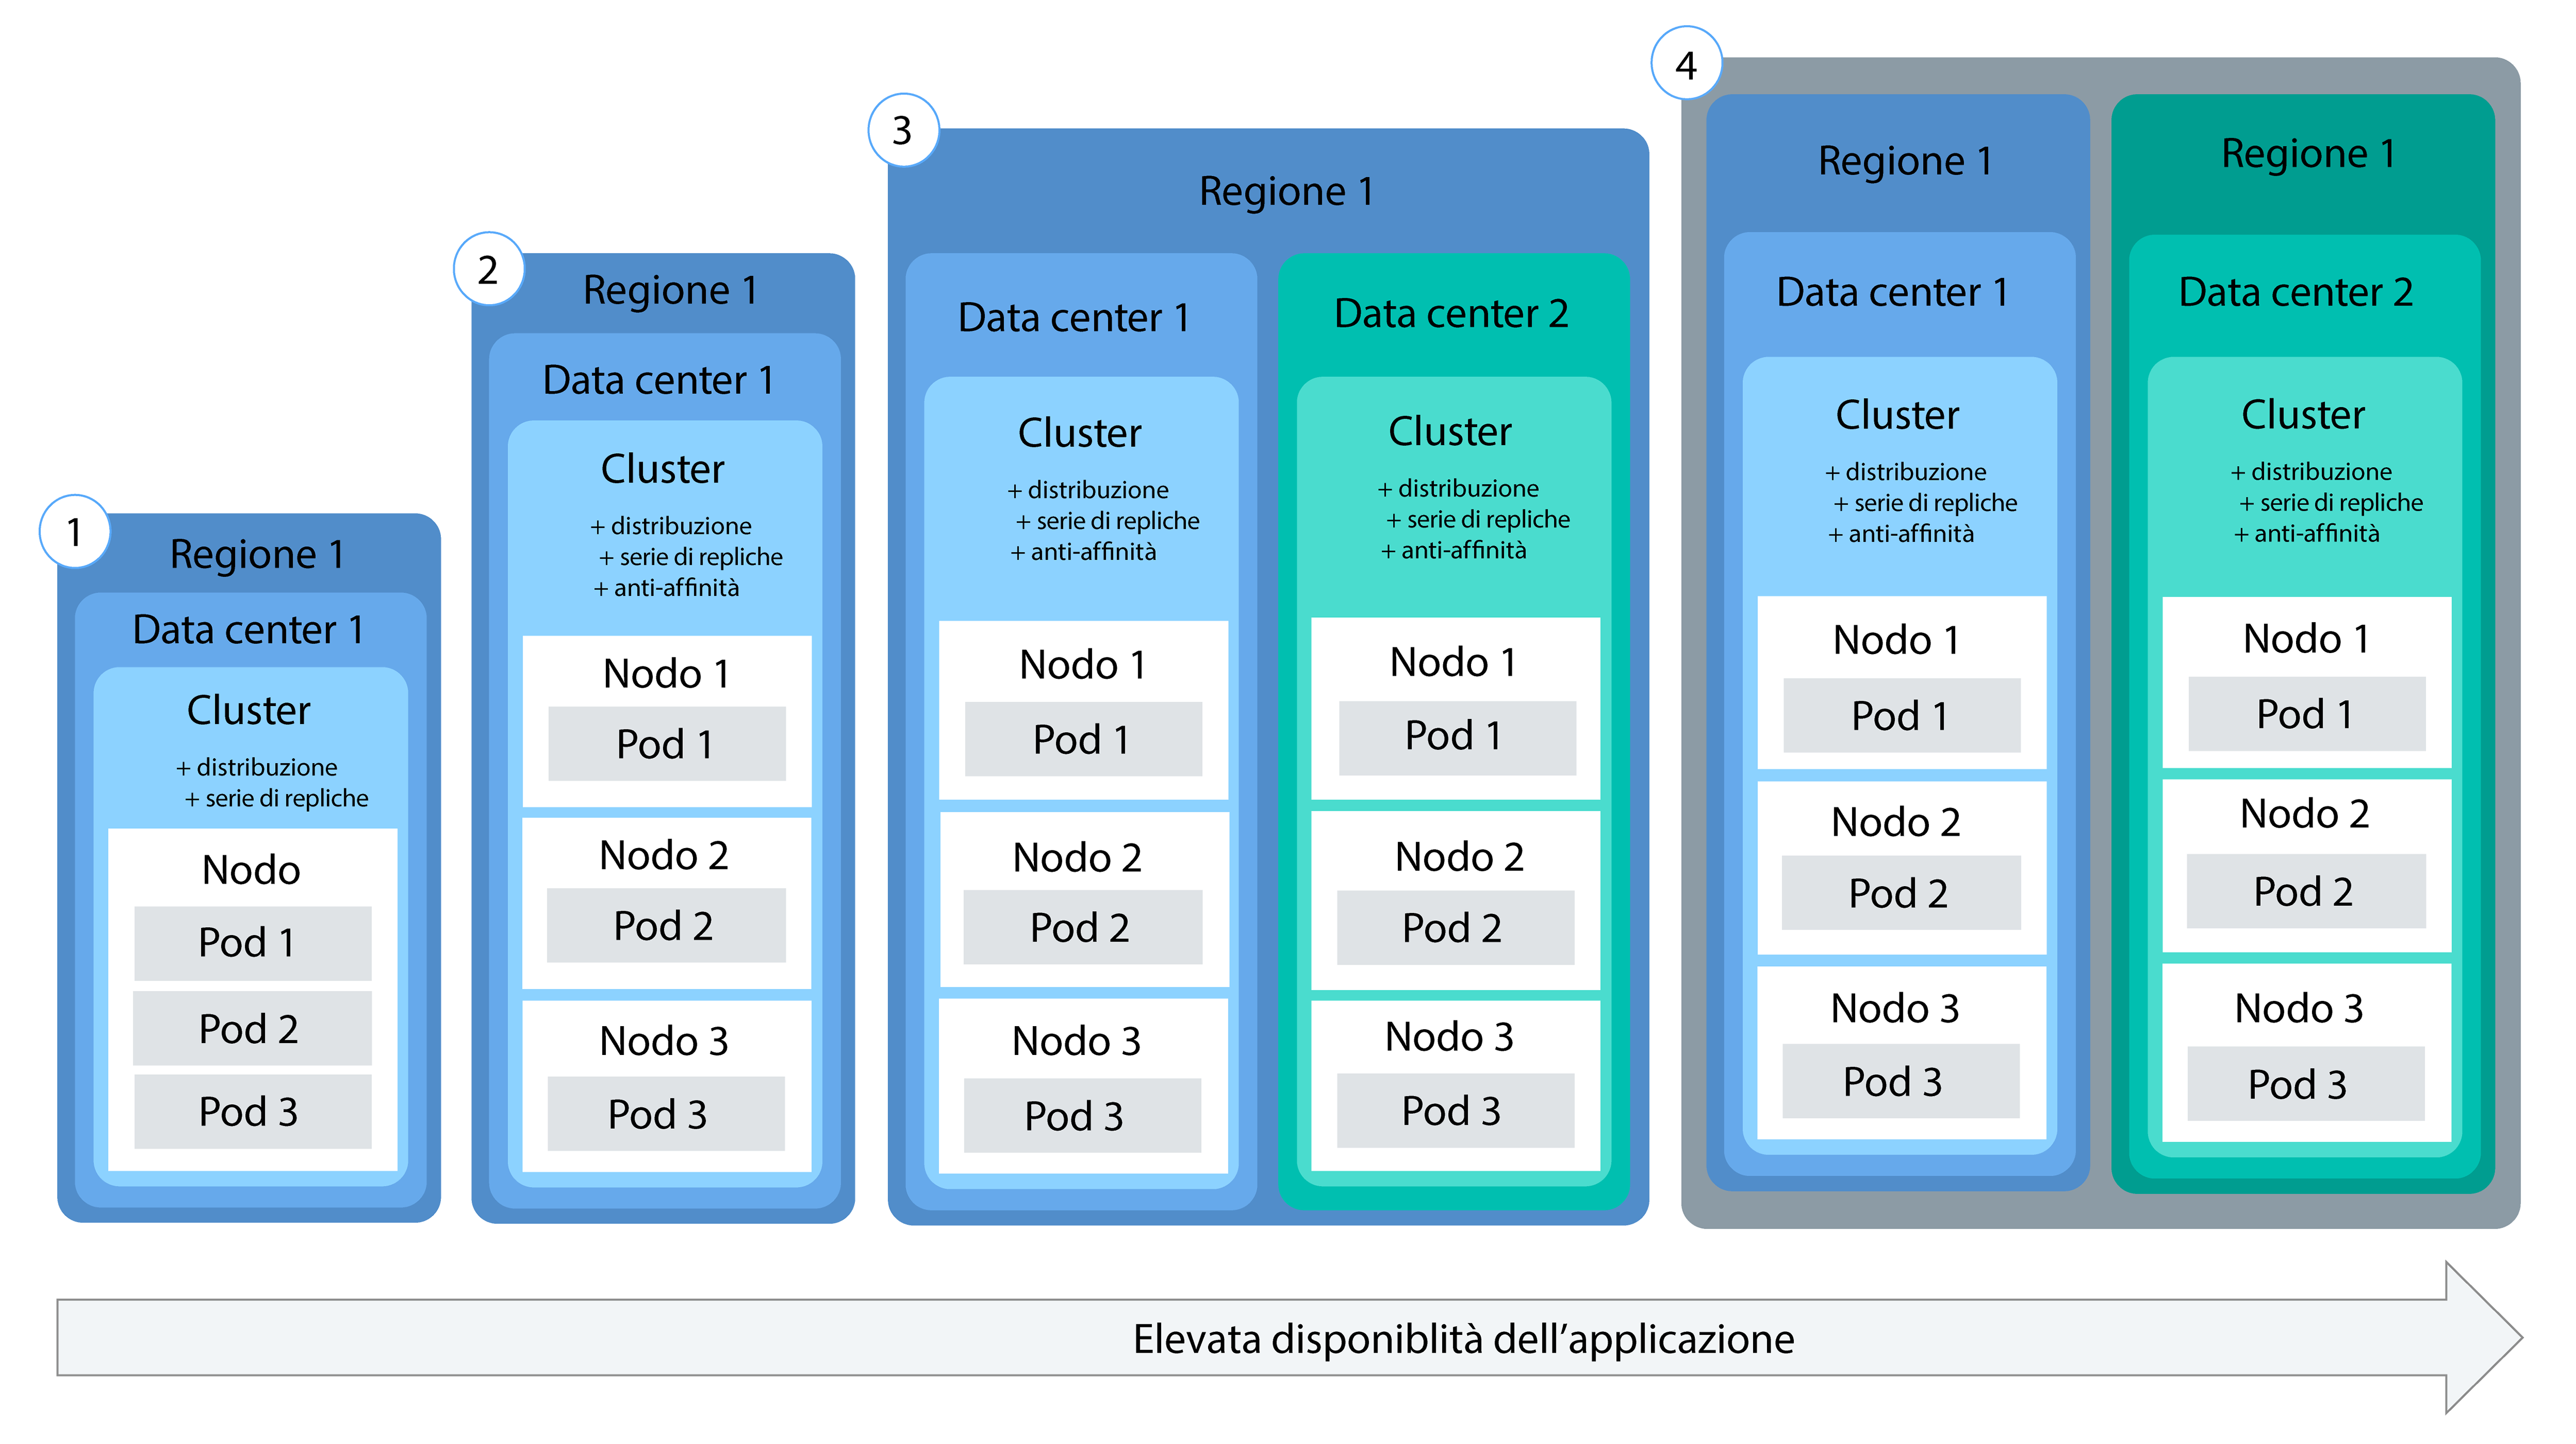 1
Regione 1
Data center 1
Cluster
+ distribuzione
+ serie di repliche
Nodo
Pod 1
Pod 2
Pod 3
2
Regione 1
Data center 1
Cluster
+ distribuzione
+ serie di repliche
+ anti-affinità
Nodo 1
Pod 1
Nodo 2
Pod 2
Nodo 3
Pod 3
3
Regione 1
Data center 1
Cluster
+ distribuzione
+ serie di repliche
+ anti-affinità
Nodo 1
Pod 1
Nodo 2
Pod 2
Nodo 3
Pod 3
Data center 2
Cluster
+ distribuzione
+ serie di repliche
+ anti-affinità
Nodo 1
Pod 1
Nodo 2
Pod 2
Nodo 3
Pod 3
4
Regione 1
Data center 1
Cluster
+ distribuzione
+ serie di repliche
+ anti-affinità
Nodo 1
Pod 1
Nodo 2
Pod 2
Nodo 3
Pod 3
Regione 1
Data center 2
Cluster
+ distribuzione
+ serie di repliche
+ anti-affinità
Nodo 1
Pod 1
Nodo 2
Pod 2
Nodo 3
Pod 3
Elevata disponiblità dell’applicazione